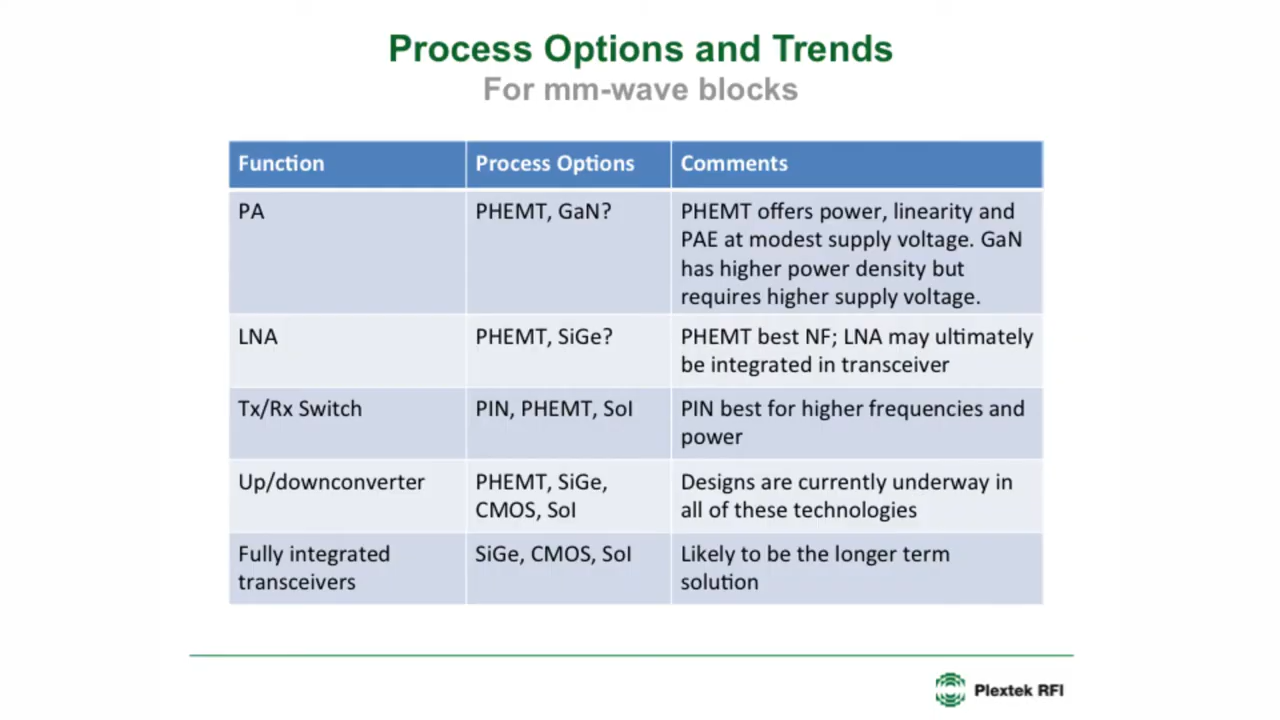 Process Options and Trends
For mm-wave blocks
Function
Process Options
Comments
PA
PHEMT, GaN?
PHEMT offers power, linearity and
PAE at modest supply voltage. GaN
has higher power density but
requires higher supply voltage.
LNA
PHEMT, SiGe?
PHEMT best NF; LNA may ultimately
be integrated in transceiver
Tx/Rx Switch
PIN, PHEMT, SoI
PIN best for higher frequencies and
power
Up/downconverter
PHEMT, SiGe,
CMOS, SoI
Designs are currently underway in
all of these technologies
Fully integrated
transceivers
SiGe, CMOS, SoI
Likely to be the longer term
solution
Plextek RFI